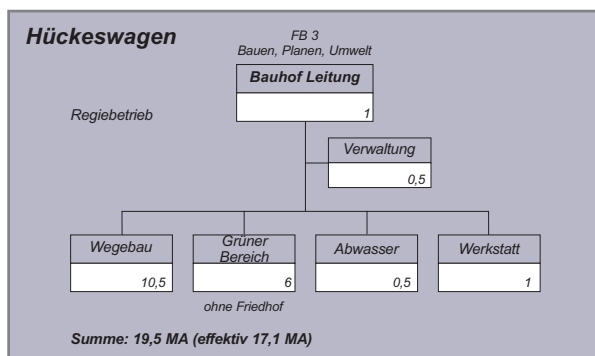 Hückeswagen
FB 3
Bauen, Planen, Umwelt
Bauhof Leitung
1
Regiebetrieb
Verwaltung
0,5
Wegebau
10,5
Grüner
Bereich
6
Abwasser
0,5
Werkstatt
1
ohne Friedhof
Summe: 19,5 MA (effektiv 17,1 MA)